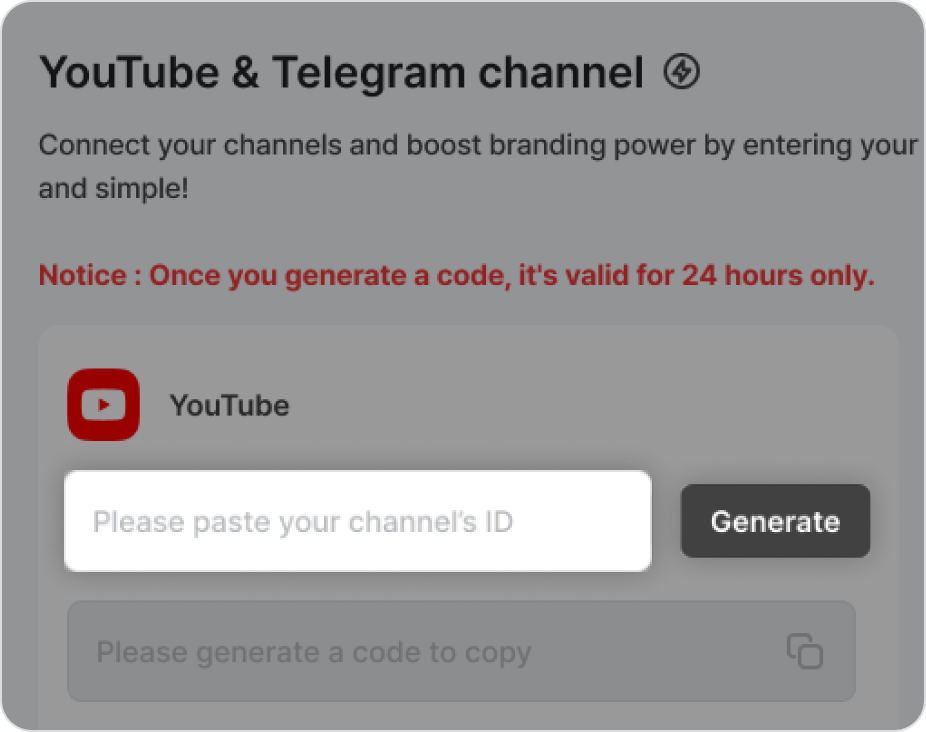 YouTube & Telegram channel
Connect your channels and boost branding power by entering your
and simple!
Notice : Once you generate a code, it's valid for 24 hours only.
YouTube
Please paste your channel’s ID
Generate
Please generate a code to copy